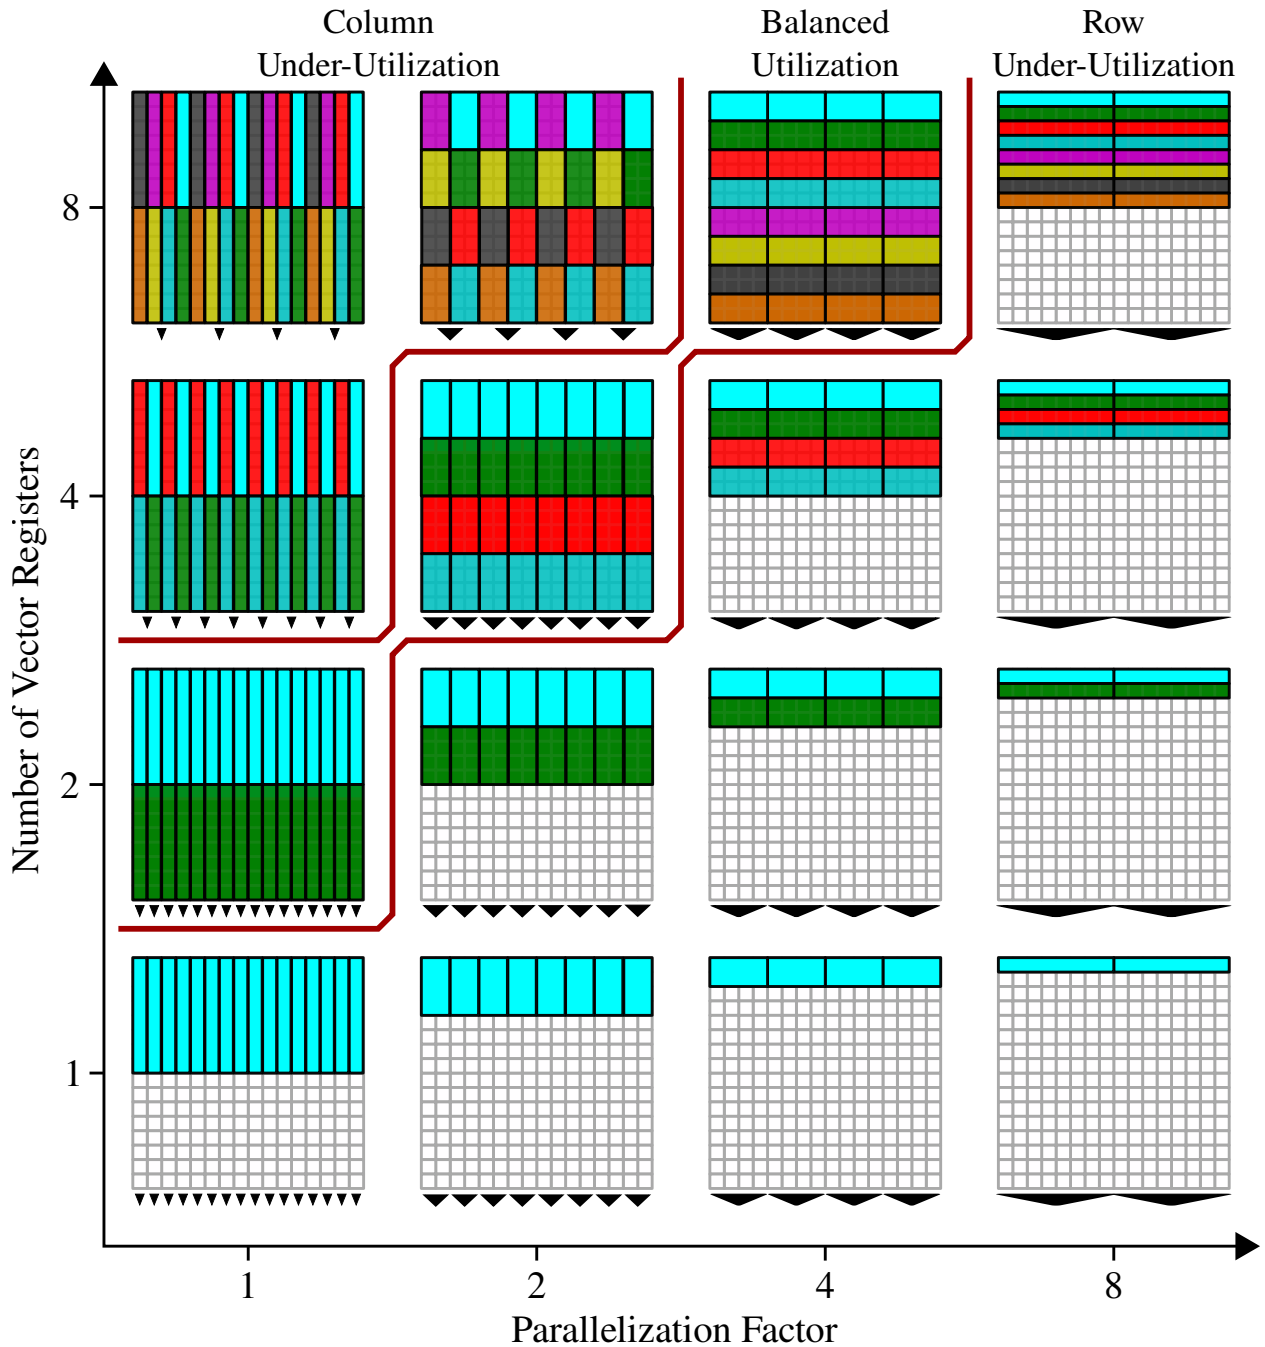 Column
Under-Utilization
Balanced
Utilization
Row
Under-Utilization
Number of Vector Registers
8
4
2
1
1 2 4 8
Parallelization Factor